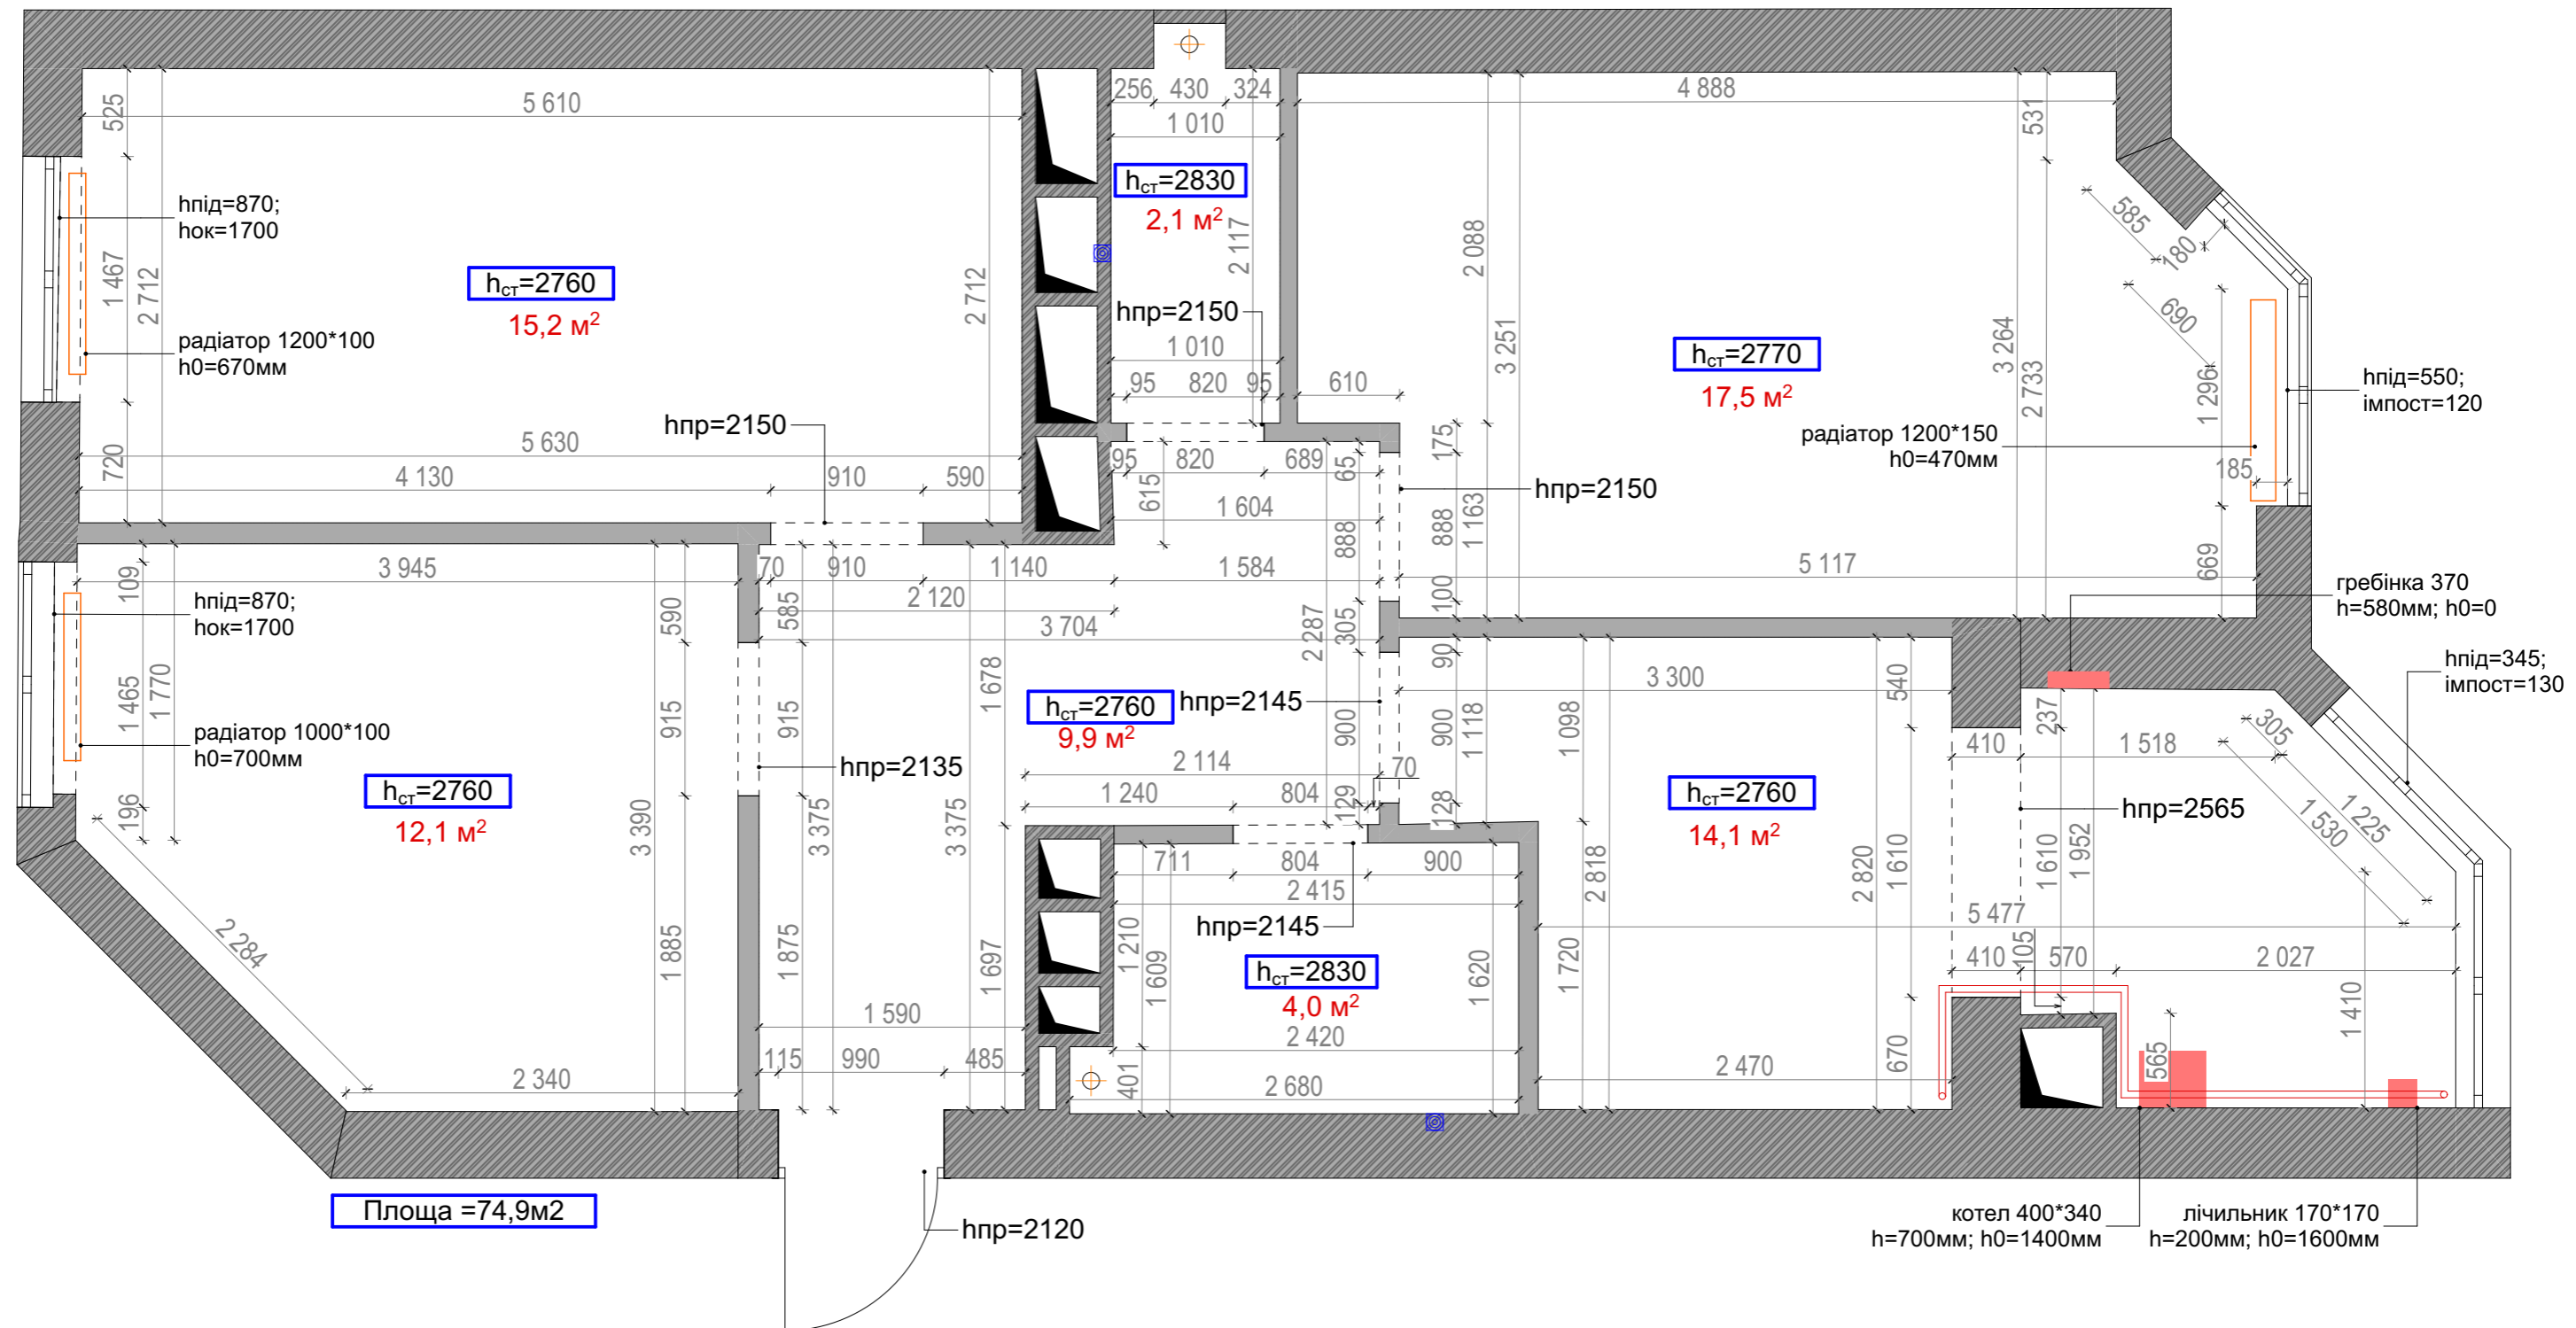 5 610
256
430
324
1 010
4 888
525
531
hст=2830
2,1 м²
hпід=870;
hок=1700
1 467
2 712
2 712
2 117
2 088
3 251
3 264
2 733
585
180
690
1 296
hст=2760
15,2 м²
hпр=2150
hст=2770
17,5 м²
радіатор 1200*100
h0=670мм
1 010
95
820
95
610
hпід=550;
імпост=120
радіатор 1200*150
h0=470мм
185
hпр=2150
720
5 630
4 130
910
590
95
820
689
65
175
615
1 604
888
888
1 163
hпр=2150
669
109
3 945
70
910
1 140
1 584
100
5 117
гребінка 370
h=580мм; h0=0
hпід=870;
hок=1700
590
585
2 120
3 704
2 287
305
90
1 465
1 770
915
915
1 678
hст=2760
9,9 м²
hпр=2145
900
900
1 118
1 098
3 300
540
237
410
1 518
305
hпід=345;
імпост=130
радіатор 1000*100
h0=700мм
hпр=2135
2 114
70
1 240
804
129
128
hст=2760
12,1 м²
hст=2760
14,1 м²
hпр=2565
1 530
1 225
196
3 390
3 375
3 375
711
804
900
2 415
2 818
2 820
1 610
1 610
1 952
2 284
1 885
1 875
1 697
1 210
1 609
hпр=2145
1 620
1 720
5 477
410
105
570
2 027
hст=2830
4,0 м²
1 590
115
990
485
2 420
401
2 680
2 340
2 470
670
565
1 410
Площа =74,9м2
hпр=2120
котел 400*340
h=700мм; h0=1400мм
лічильник 170*170
h=200мм; h0=1600мм